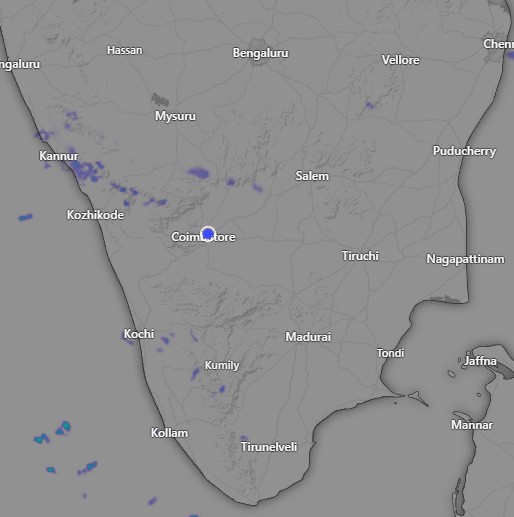 Hassan
Bengaluru
Vellore
Chenn
ngaluru
Mysuru
Kannur
Puducherry
Salem
Kozhikode
Coimbatore
Tiruchi
Nagapattinam
Kochi
Madurai
Tondi
Jaffna
Kumily
Kollam
Mannar
Tirunelveli